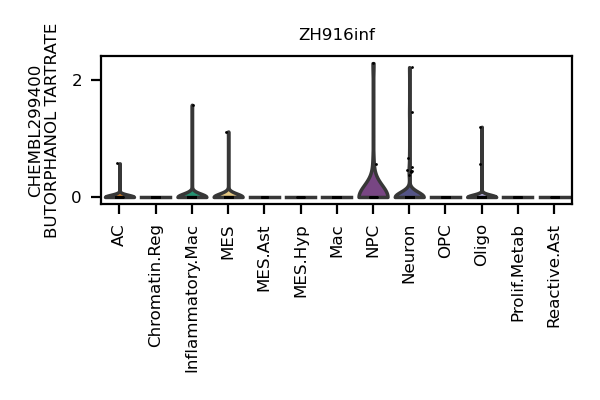 ZH916inf
CHEMBL299400
BUTORPHANOL TARTRATE
2
0
AC
Chromatin.Reg
Inflammatory.Mac
MES
MES.Ast
MES.Hyp
Mac
NPC
Neuron
OPC
Oligo
Prolif.Metab
Reactive.Ast